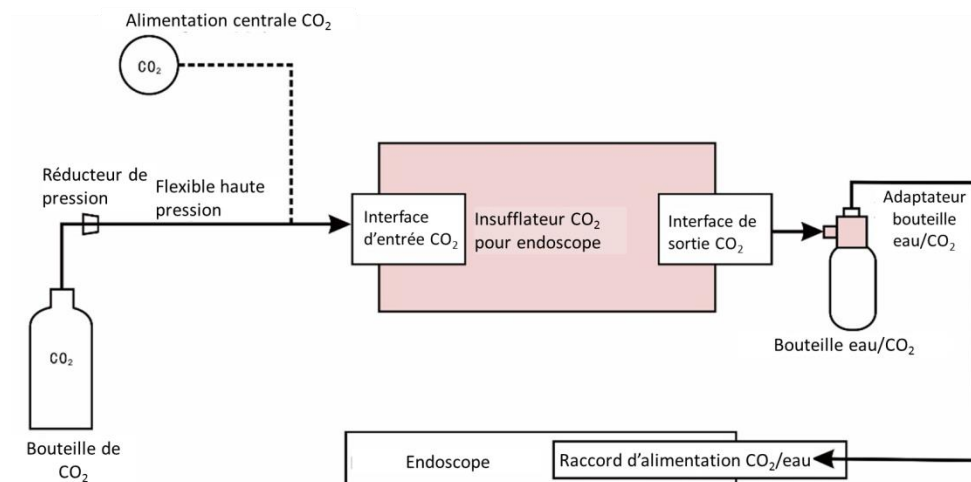 Alimentation centrale CO₂
CO₂
Réducteur de
pression
Flexible haute
pression
Interface
d'entrée CO₂
Insufflateur CO₂
pour endoscope
Interface de
sortie CO₂
Adaptateur
bouteille
eau/CO₂
CO₂
Bouteille eau/CO₂
Bouteille de
CO₂
Endoscope
Raccord d'alimentation CO₂/eau